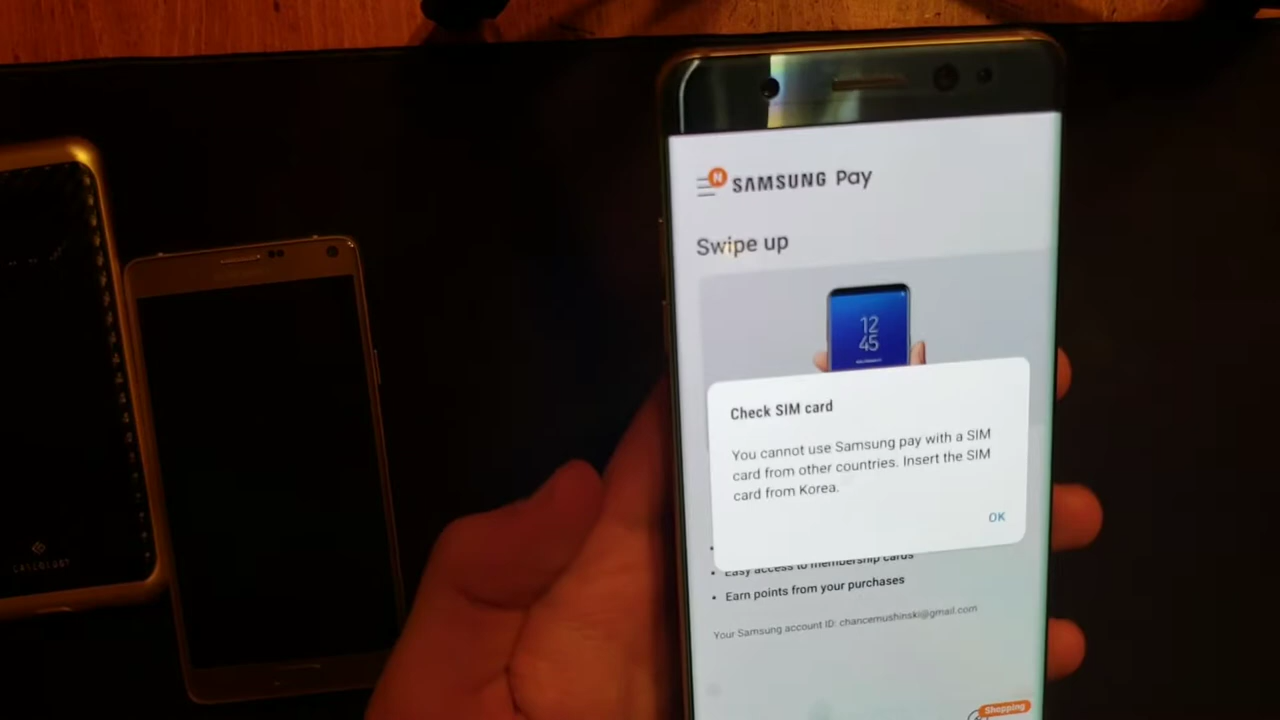 N
SAMSUNG Pay
Swipe up
12
45
Check SIM card
You cannot use Samsung pay with a SIM
card from other countries. Insert the SIM
card from Korea.
OK
Easy access to membership cards
Earn points from your purchases
Your Samsung account ID: chancemushinski@gmail.com
Shopping